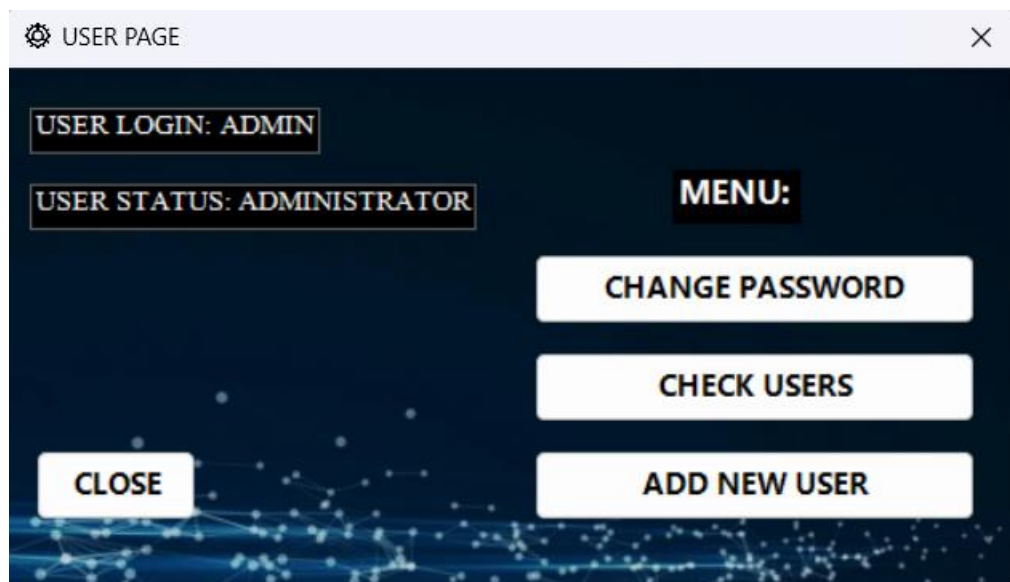 USER PAGE
USER LOGIN: ADMIN
USER STATUS: ADMINISTRATOR
MENU:
CHANGE PASSWORD
CHECK USERS
ADD NEW USER
CLOSE